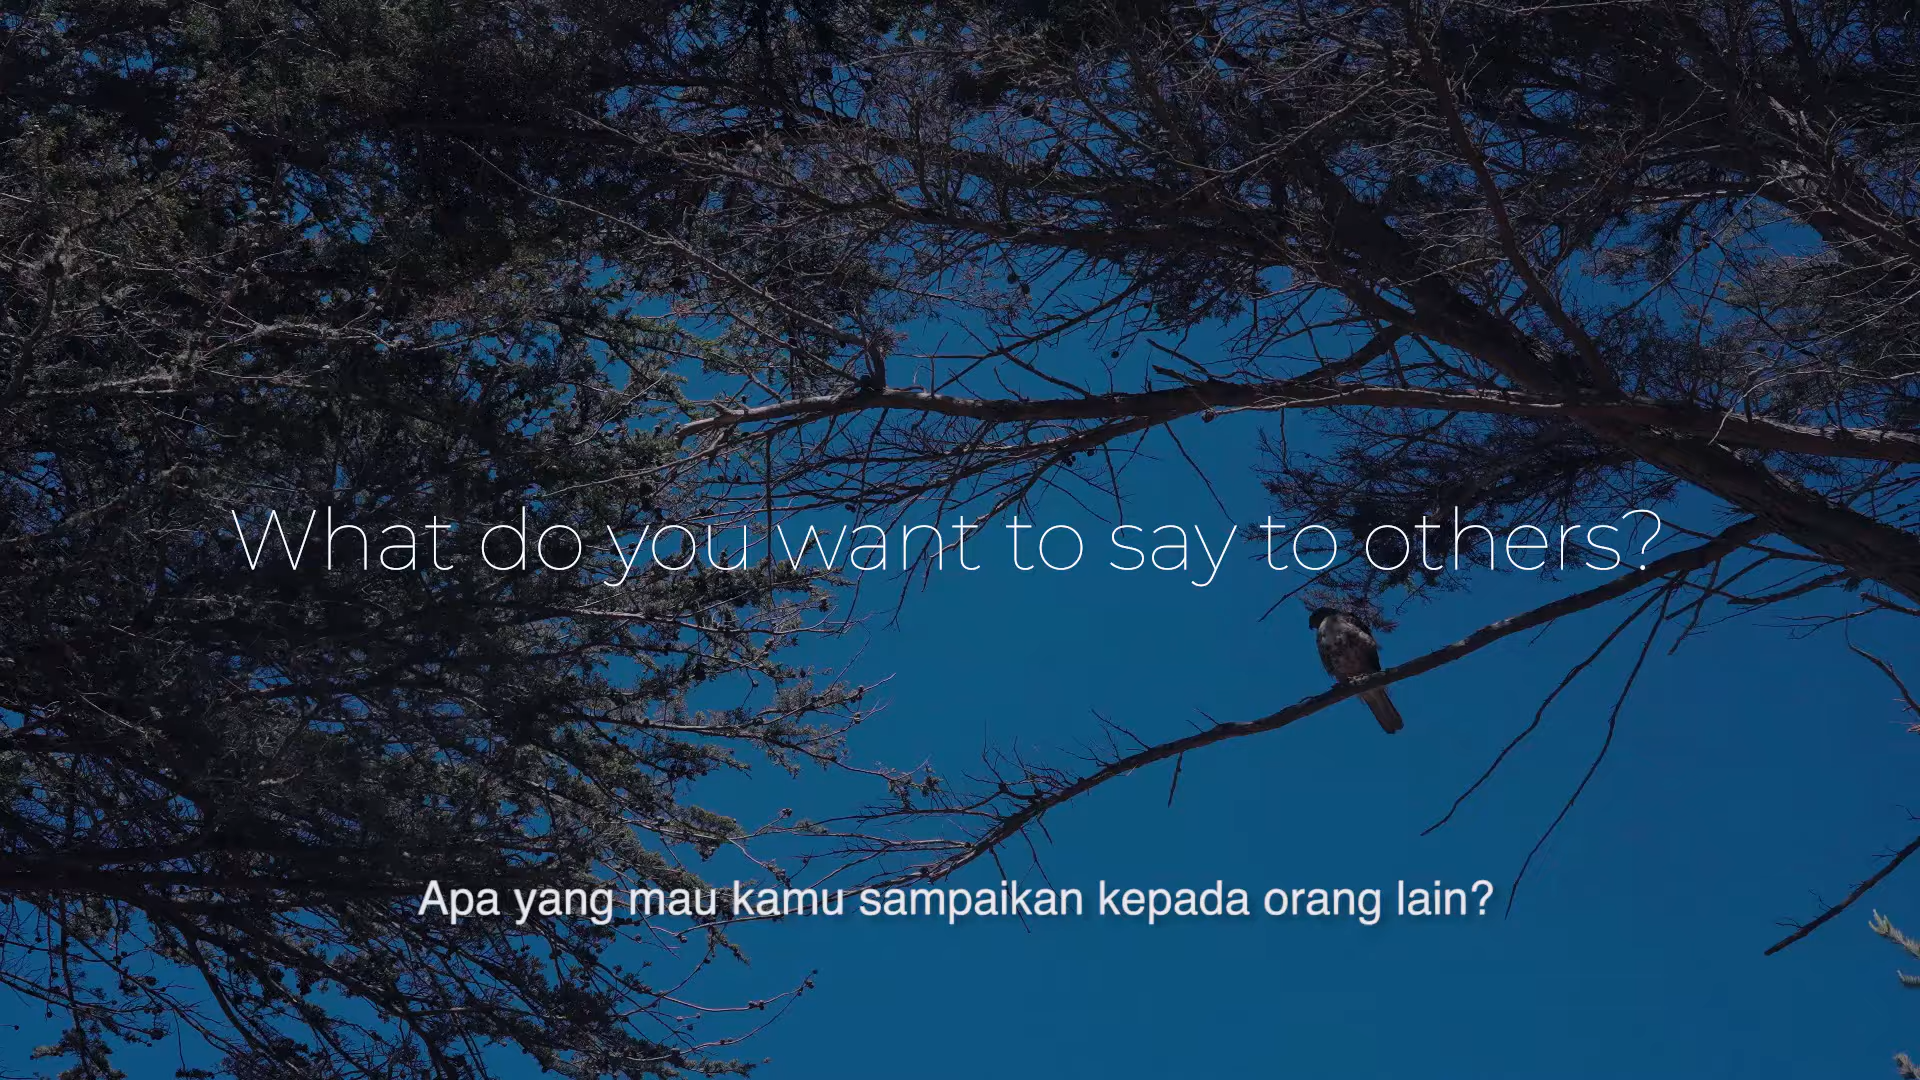 What do you want to say to others?
Apa yang mau kamu sampaikan kepada orang lain?